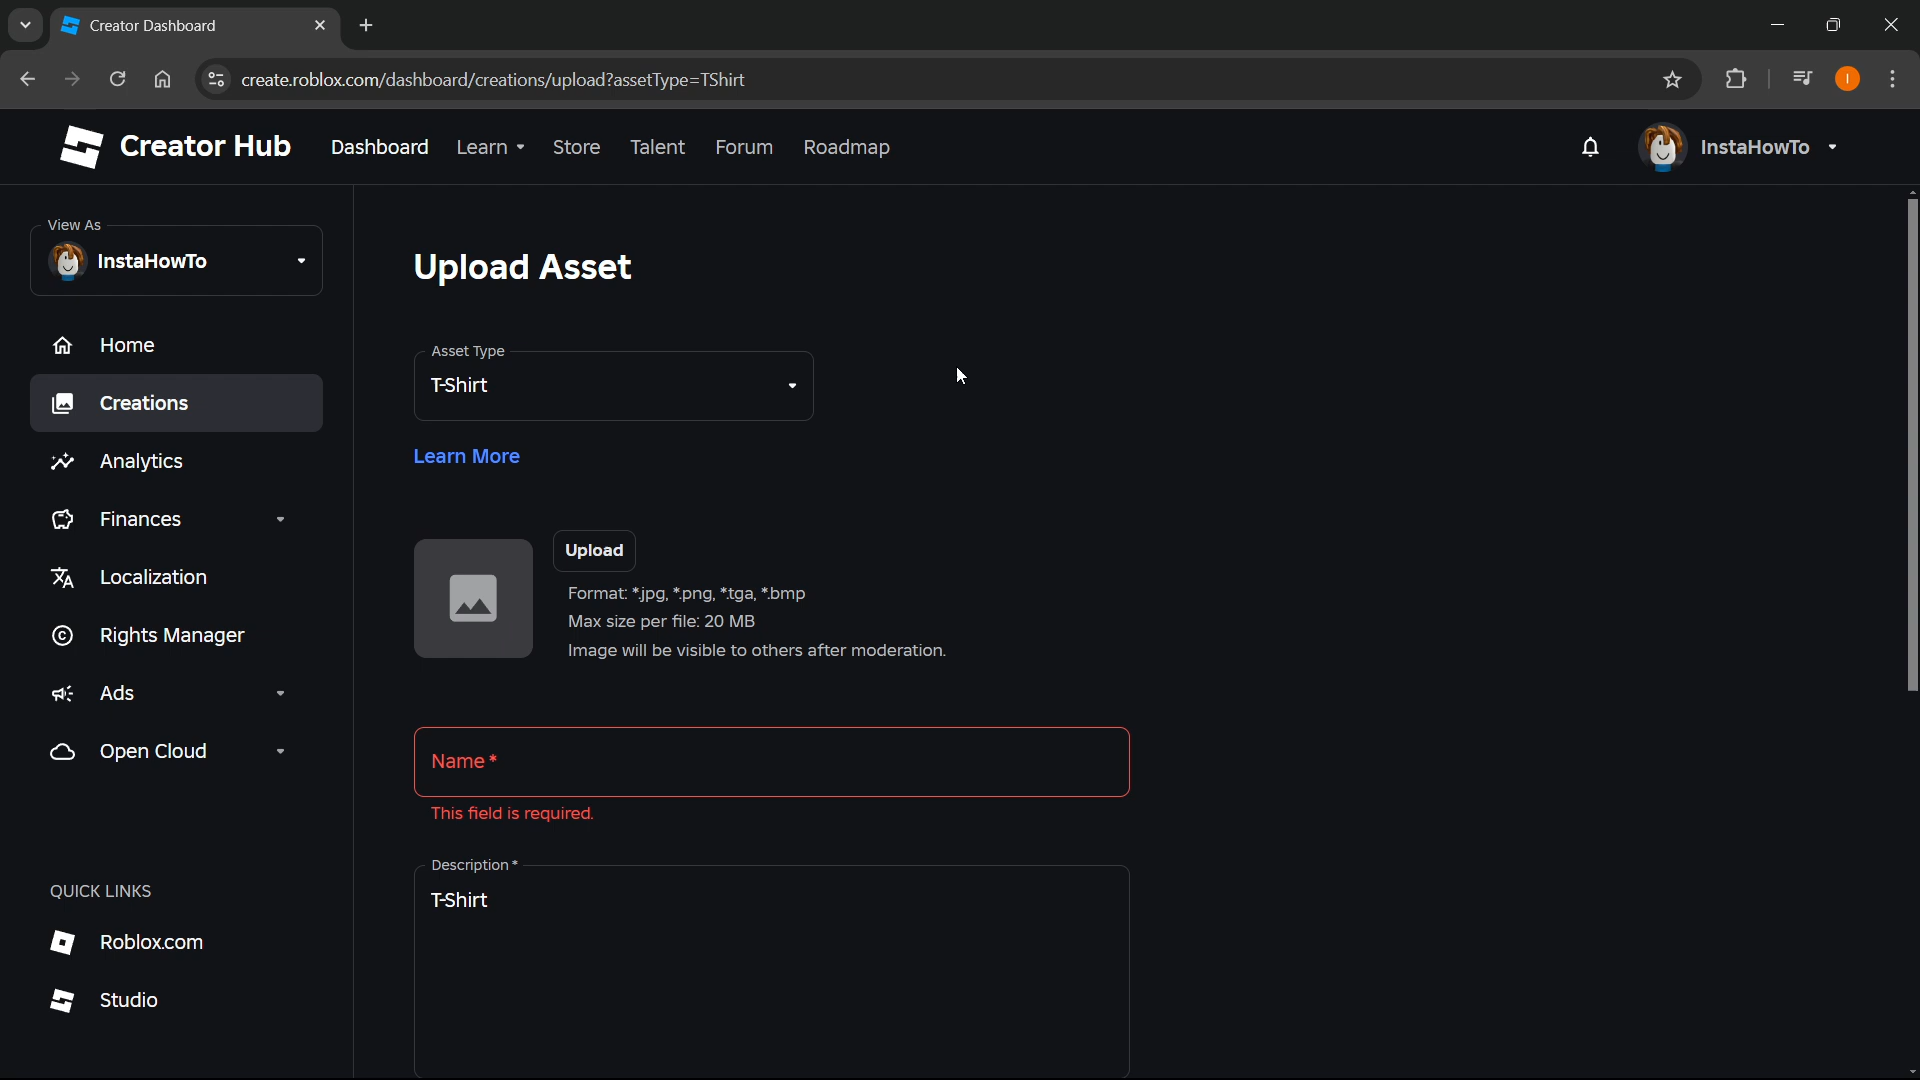 Creator Dashboard
create.roblox.com/dashboard/creations/upload?assetType=TShirt
I
Creator Hub
Dashboard
Learn
Store
Talent
Forum
Roadmap
InstaHowTo
View As
InstaHowTo
Home
Creations
Analytics
Finances
Localization
Rights Manager
Ads
Open Cloud
QUICK LINKS
Roblox.com
Studio
Upload Asset
Asset Type
T-Shirt
Learn More
Upload
Format: *.jpg, *.png, *.tga, *.bmp
Max size per file: 20 MB
Image will be visible to others after moderation.
Name *
This field is required.
Description *
T-Shirt